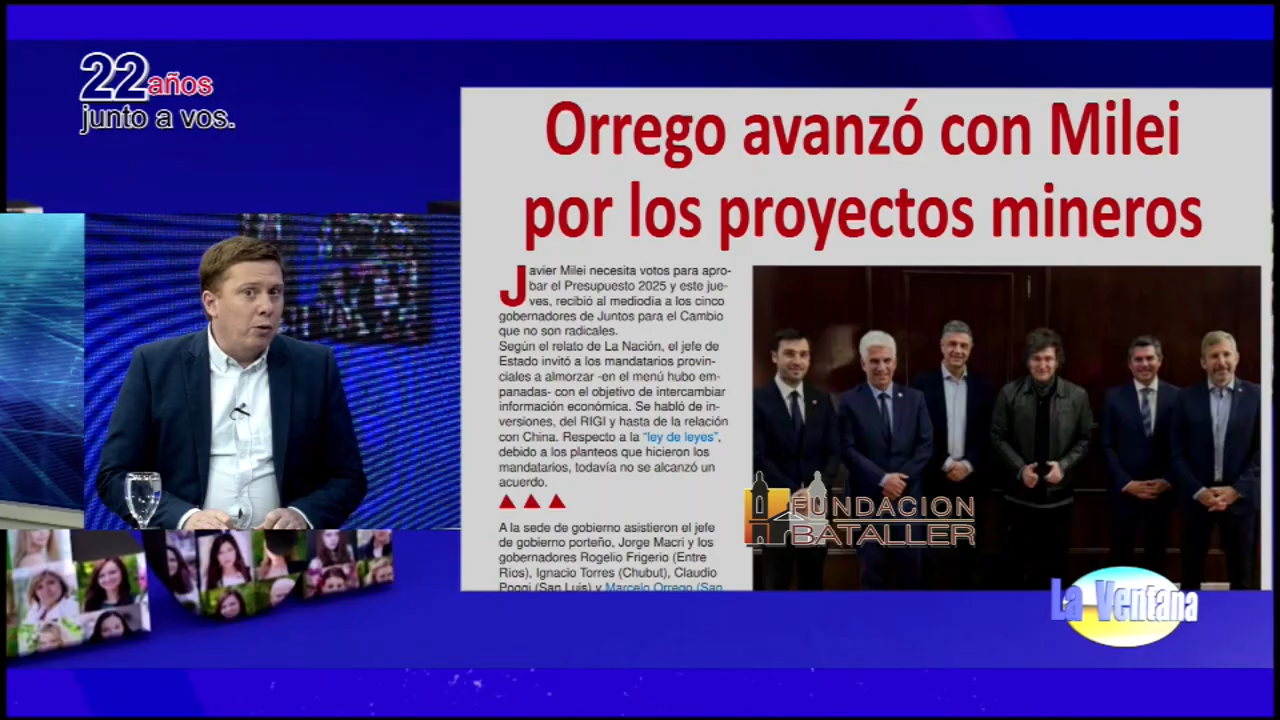 22 años
junto a vos.
Orrego avanzó con Milei
por los proyectos mineros
Javier Milei necesita votos para apro-
bar el Presupuesto 2025 y este jue-
ves, recibió al mediodía a los cinco
gobernadores de Juntos para el Cambio
que no son radicales.
Según el relato de La Nación, el jefe de
Estado invitó a los mandatarios provin-
ciales a almorzar -en el menú hubo em-
panadas- con el objetivo de intercambiar
información económica. Se habló de in-
versiones, del RIGI y hasta de la relación
con China. Respecto a la “ley de leyes”,
debido a los planteos que hicieron los
mandatarios, todavía no se alcanzó un
acuerdo.
A la sede de gobierno asistieron el jefe
de gobierno porteño, Jorge Macri y los
gobernadores Rogelio Frigerio (Entre
Ríos), Ignacio Torres (Chubut), Claudio
Poggi (San Luis) y Marcelo Orrego (San
FUNDACION
BATALLER
La Ventana